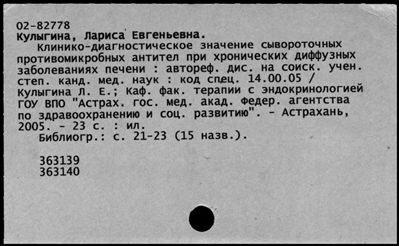 02-82778
Кулыгина, Лариса Евгеньевна.
Клинико-диагностическое значение сывороточных
противомикробных антител при хронических диффузных
заболеваниях печени : автореф. дис. на соиск. учен.
степ. канд. мед. наук : код спец. 14.00.05 /
Кулыгина Л. Е.; Каф. фак. терапии с эндокринологией
ГОУ ВПО "Астрах. гос. мед. акад. Федер. агентства
по здравоохранению и соц. развитию". - Астрахань,
2005. - 23 с. : ил.
Библиогр.: с. 21-23 (15 назв.).
363139
363140